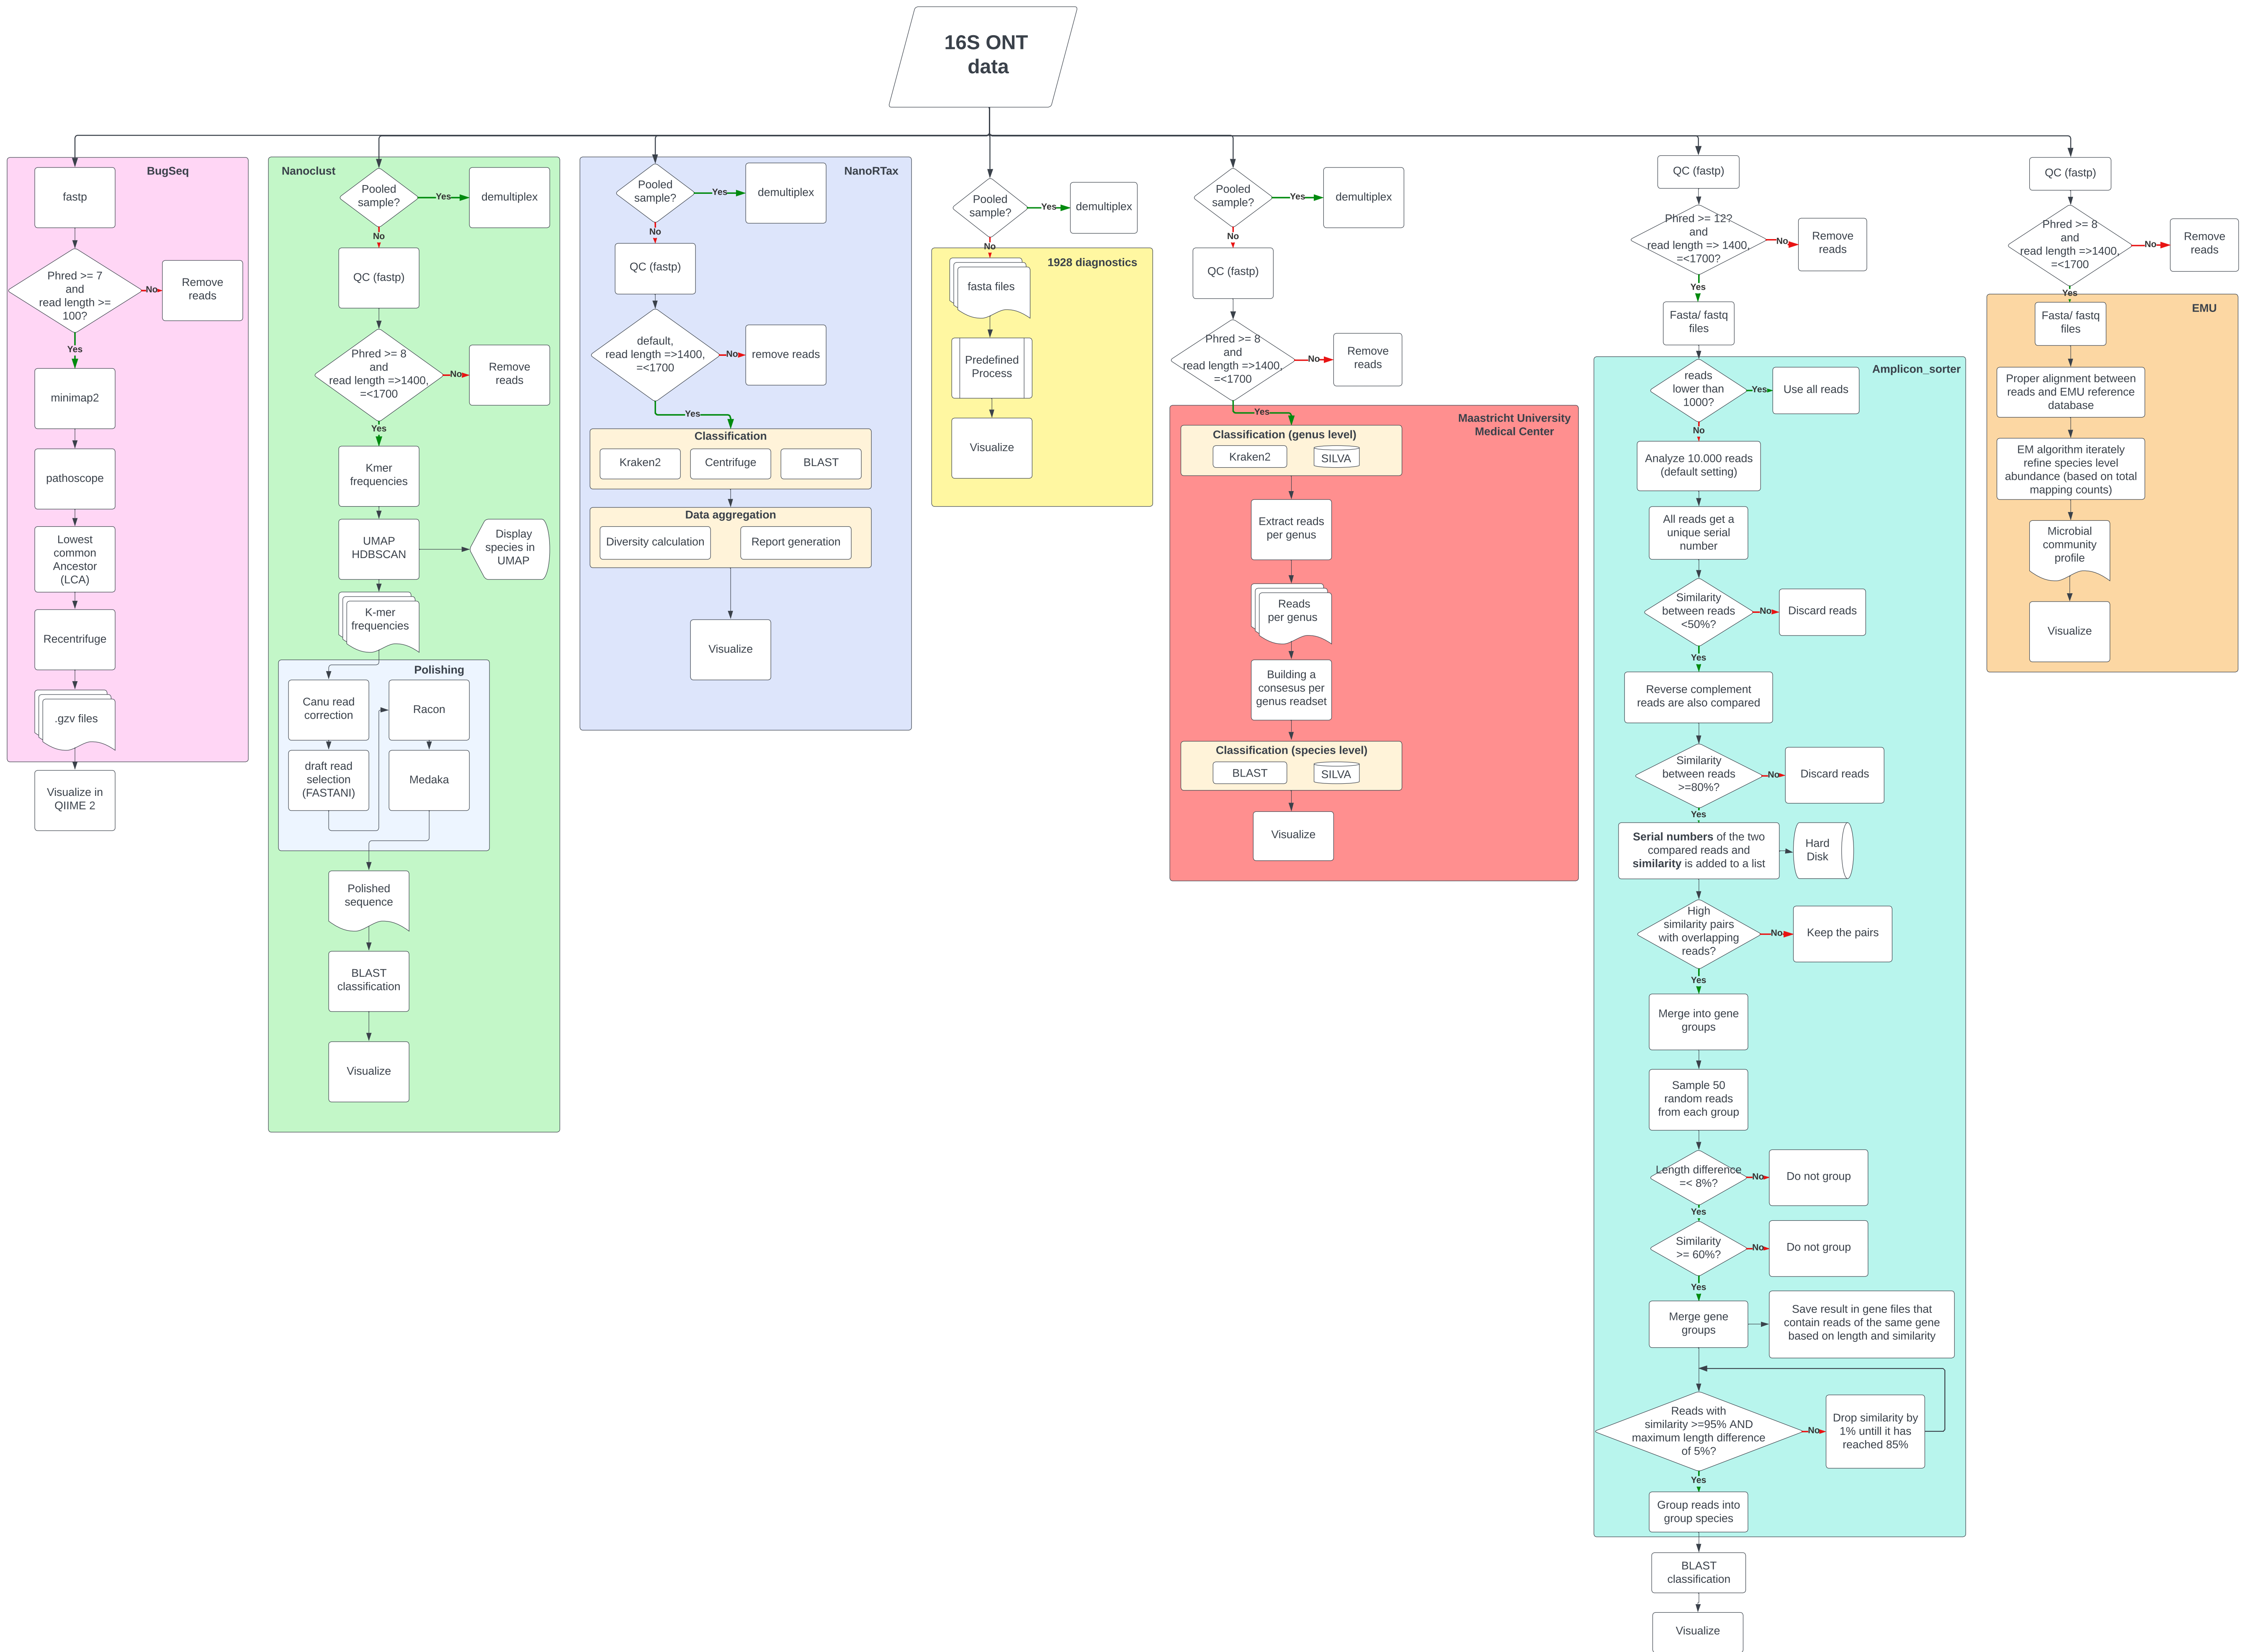 16S ONT
data
BugSeq
fastp
Phred >= 7
and
read length >=
100?
No
Remove
reads
Yes
minimap2
pathoscope
Lowest
common
Ancestor
(LCA)
Recentrifuge
.gzv files
Visualize in
QIIME 2
Nanoclust
Pooled
sample?
Yes
demultiplex
No
QC (fastp)
Phred >= 8
and
read length =>1400,
=<1700
No
Remove
reads
Yes
Kmer
frequencies
UMAP
HDBSCAN
Display
species in
UMAP
K-mer
frequencies
Polishing
Canu read
correction
Racon
draft read
selection
(FASTANI)
Medaka
Polished
sequence
BLAST
classification
Visualize
NanoRTax
Pooled
sample?
Yes
demultiplex
No
QC (fastp)
default,
read length =>1400,
=<1700
No
remove reads
Yes
Classification
Kraken2
Centrifuge
BLAST
Data aggregation
Diversity calculation
Report generation
Visualize
Pooled
sample?
Yes
demultiplex
No
1928 diagnostics
fasta files
Predefined
Process
Visualize
Pooled
sample?
Yes
demultiplex
No
QC (fastp)
Phred >= 8
and
read length =>1400,
=<1700
No
Remove
reads
Yes
Maastricht University
Medical Center
Classification (genus level)
Kraken2
SILVA
Extract reads
per genus
Reads
per genus
Building a
consesus per
genus readset
Classification (species level)
BLAST
SILVA
Visualize
QC (fastp)
Phred >= 12?
and
read length => 1400,
=<1700?
No
Remove
reads
Yes
Fasta/ fastq
files
Amplicon_sorter
reads
lower than
1000?
Yes
Use all reads
No
Analyze 10.000 reads
(default setting)
All reads get a
unique serial
number
Similarity
between reads
<50%?
No
Discard reads
Yes
Reverse complement
reads are also compared
Similarity
between reads
>=80%?
No
Discard reads
Yes
Serial numbers of the two
compared reads and
similarity is added to a list
Hard
Disk
High
similarity pairs
with overlapping
reads?
No
Keep the pairs
Yes
Merge into gene
groups
Sample 50
random reads
from each group
Length difference
=< 8%?
No
Do not group
Yes
Similarity
>= 60%?
No
Do not group
Yes
Merge gene
groups
Save result in gene files that
contain reads of the same gene
based on length and similarity
Reads with
similarity >=95% AND
maximum length difference
of 5%?
No
Drop similarity by
1% untill it has
reached 85%
Yes
Group reads into
group species
BLAST
classification
Visualize
QC (fastp)
Phred >= 8
and
read length =>1400,
=<1700
No
Remove
reads
Yes
EMU
Fasta/ fastq
files
Proper alignment between
reads and EMU reference
database
EM algorithm iterately
refine species level
abundance (based on total
mapping counts)
Microbial
community
profile
Visualize